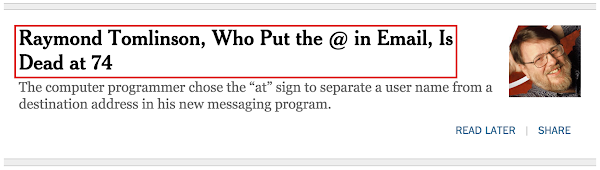 Raymond Tomlinson, Who Put the @ in Email, Is
Dead at 74
The computer programmer chose the “at” sign to separate a user name from a
destination address in his new messaging program.
READ LATER | SHARE